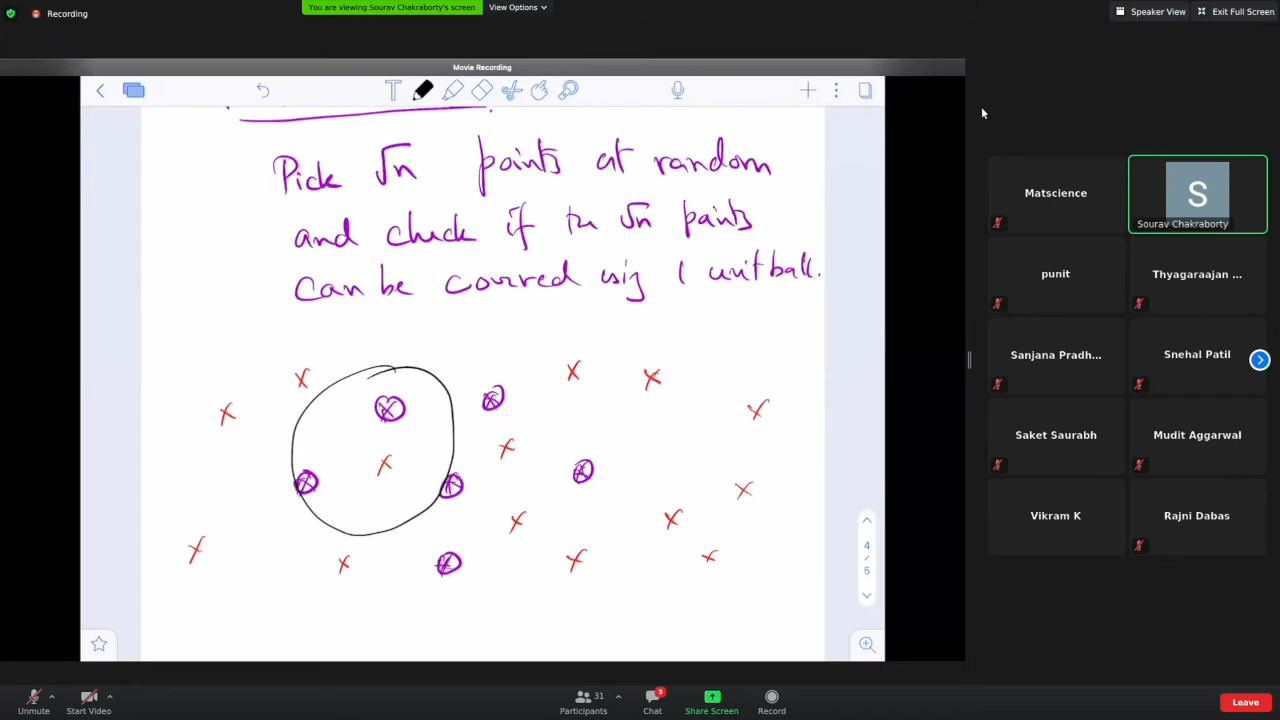 Recording
You are viewing Sourav Chakraborty's screen
View Options
Speaker View
Exit Full Screen
Movie Recording
Pick √n points at random
and check if the √n points
can be covered using 1 unit ball.
4
/
5
Matscience
S
Sourav Chakraborty
punit
Thyagaraajan ...
Sanjana Pradh...
Snehal Patil
Saket Saurabh
Mudit Aggarwal
Vikram K
Rajni Dabas
Unmute
Start Video
31
Participants
3
Chat
Share Screen
Record
Leave